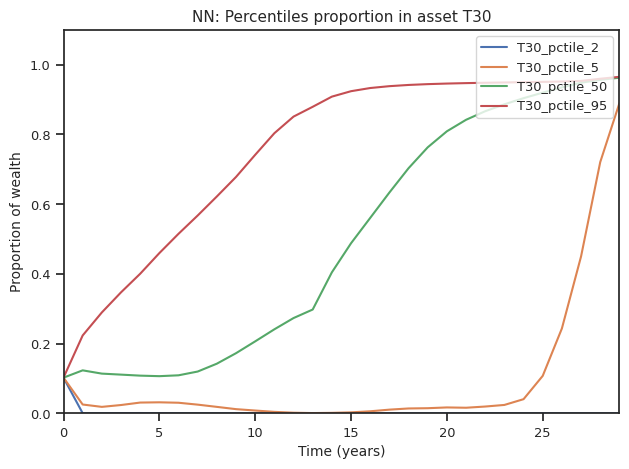 NN: Percentiles proportion in asset T30
T30_pctile_2
T30_pctile_5
T30_pctile_50
T30_pctile_95
Proportion of wealth
1.0
0.8
0.6
0.4
0.2
0.0
0 5 10 15 20 25
Time (years)